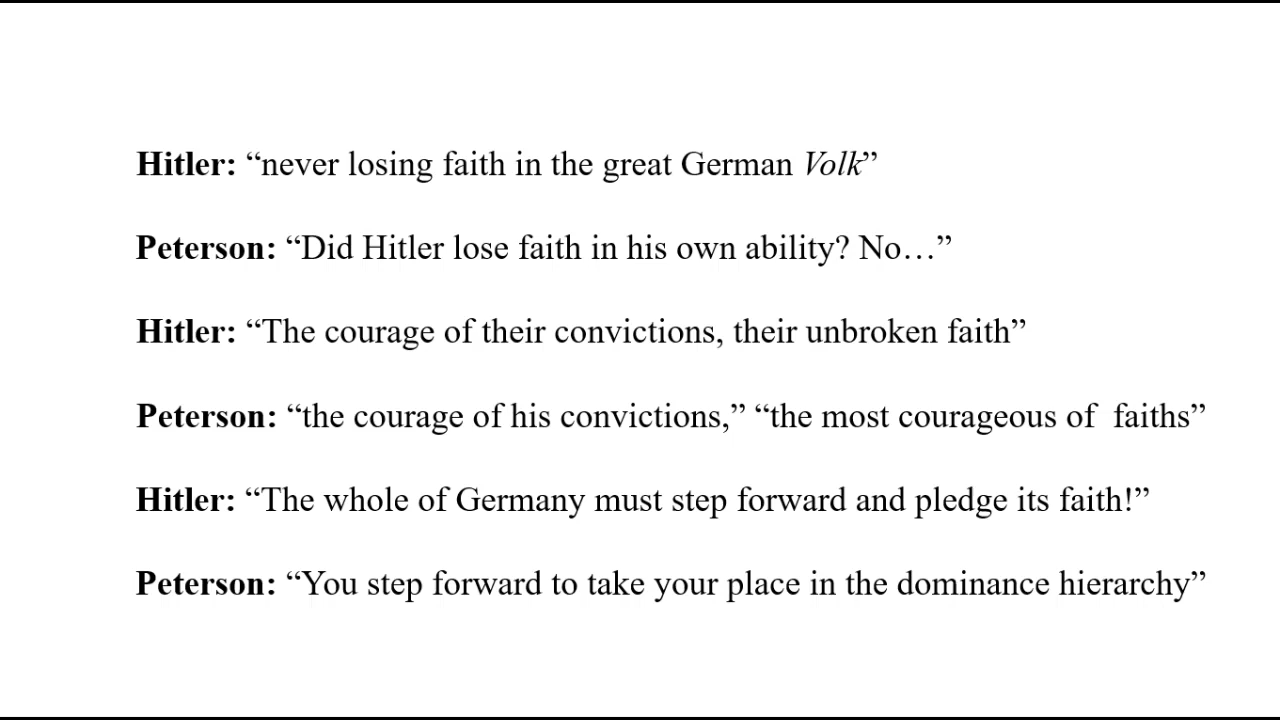 Hitler: “never losing faith in the great German Volk”
Peterson: “Did Hitler lose faith in his own ability? No…”
Hitler: “The courage of their convictions, their unbroken faith”
Peterson: “the courage of his convictions,” “the most courageous of  faiths”
Hitler: “The whole of Germany must step forward and pledge its faith!”
Peterson: “You step forward to take your place in the dominance hierarchy”